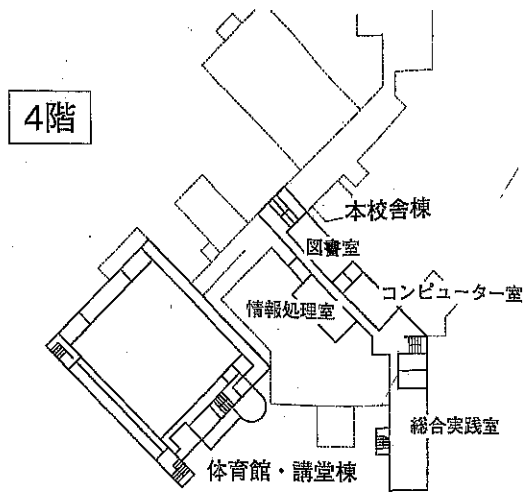 4階
本校舎棟
図書室
コンピューター室
情報処理室
総合実践室
体育館・講堂棟